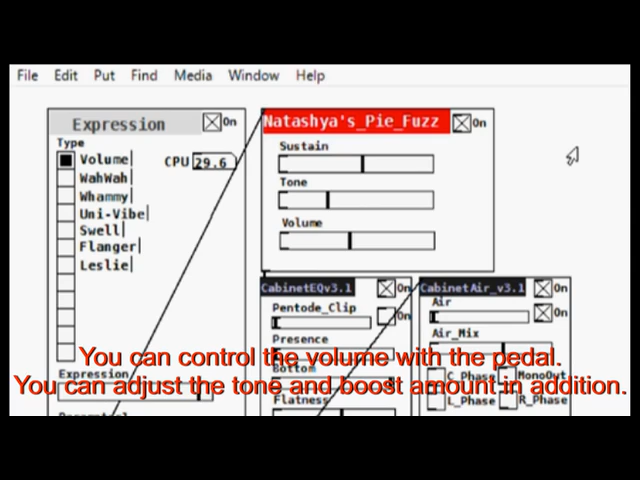 File Edit Put Find Media Window Help
Expression On
Type
Volume
CPU 29.6
WahWah
Whammy
Uni-Vibe
Swell
Flanger
Leslie
Expression
Natashya's_Pie_Fuzz On
Sustain
Tone
Volume
CabinetEQv3.1 On
Pentode_Clip
On
Presence
Bottom
Flatness
CabinetAir_v3.1 On
Air
On
Air_Mix
C_Phase MonoOut
L_Phase R_Phase
You can control the volume with the pedal.
You can adjust the tone and boost amount in addition.